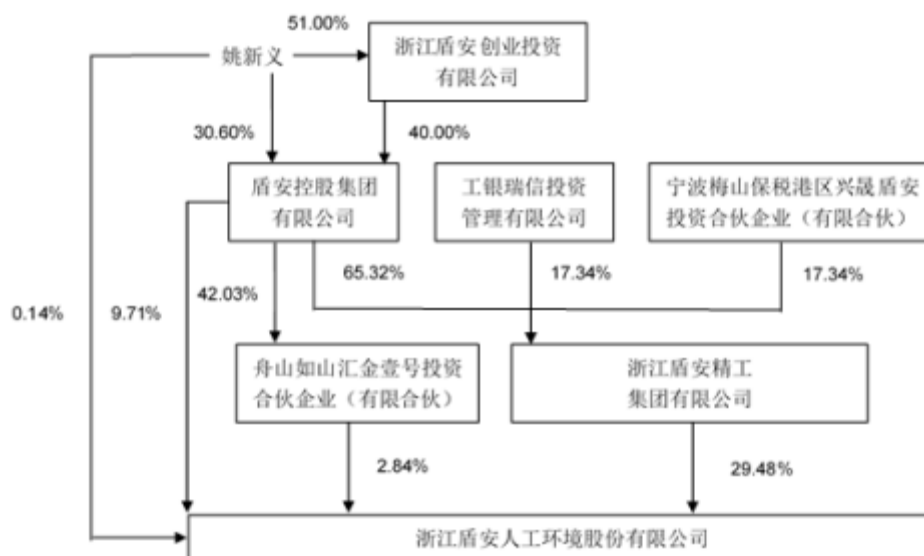 51.00%
姚新义
浙江盾安创业投资
有限公司
30.60%
40.00%
盾安控股集团
有限公司
工银瑞信投资
管理有限公司
宁波梅山保税港区兴晟盾安
投资合伙企业（有限合伙）
0.14%
9.71%
42.03%
65.32%
17.34%
17.34%
舟山如山汇金壹号投资
合伙企业（有限合伙）
浙江盾安精工
集团有限公司
2.84%
29.48%
浙江盾安人工环境股份有限公司